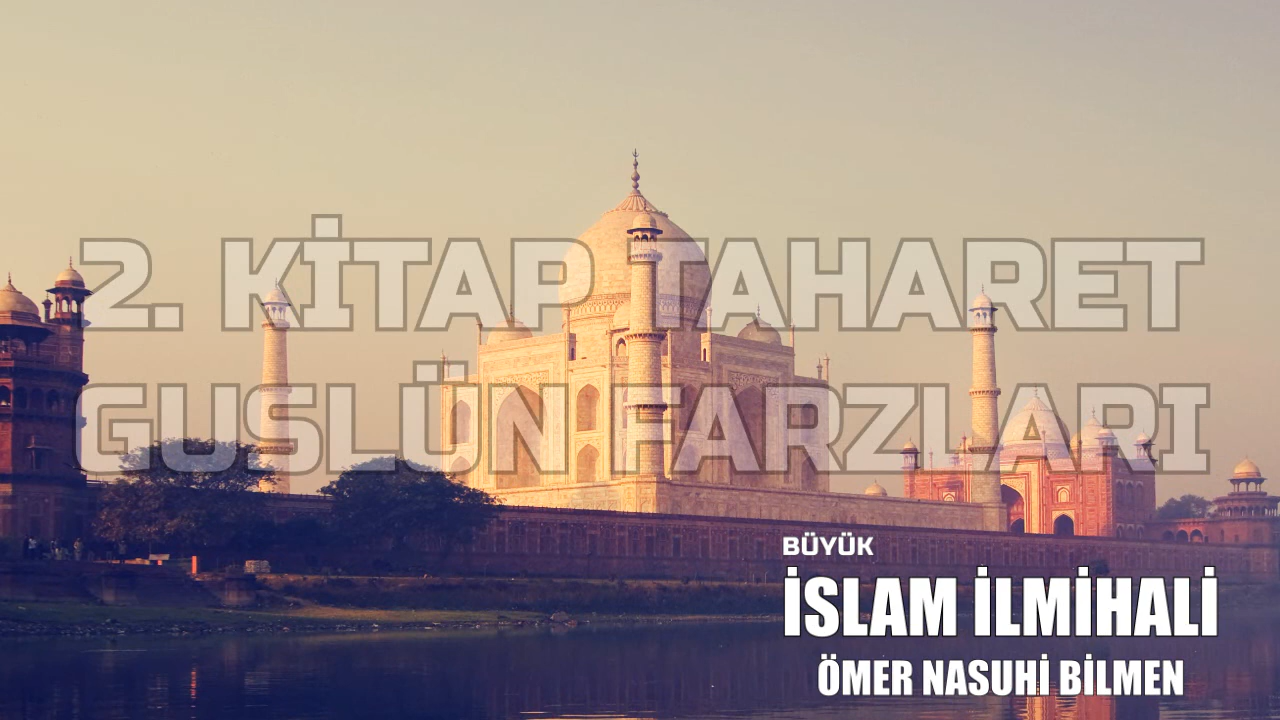 2. KİTAP TAHARET
GUSLÜN FARZLARI
BÜYÜK
İSLAM İLMİHALİ
ÖMER NASUHİ BİLMEN